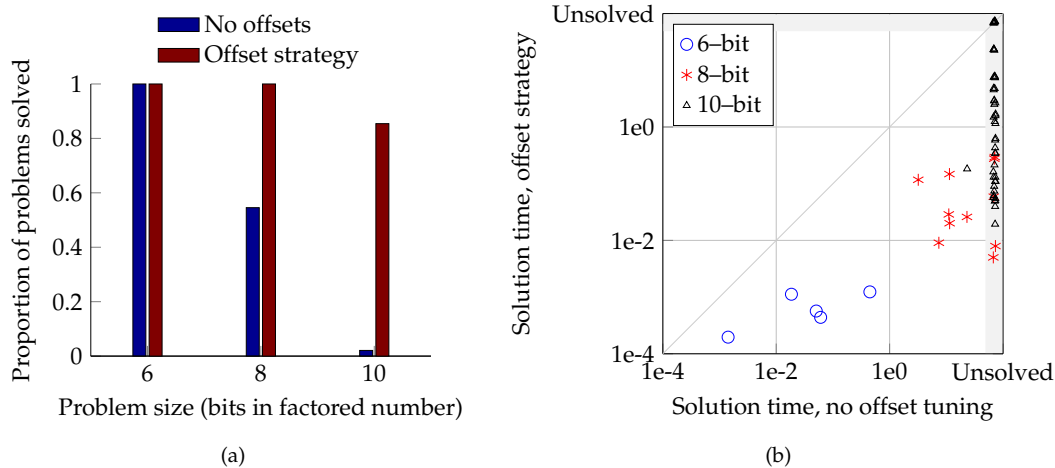 No offsets
Offset strategy
Proportion of problems solved
1
0.8
0.6
0.4
0.2
0
6
8
10
Problem size (bits in factored number)
(a)
Solution time, offset strategy
Unsolved
1e0
1e-2
1e-4
6–bit
8–bit
10–bit
1e-4
1e-2
1e0
Unsolved
Solution time, no offset tuning
(b)